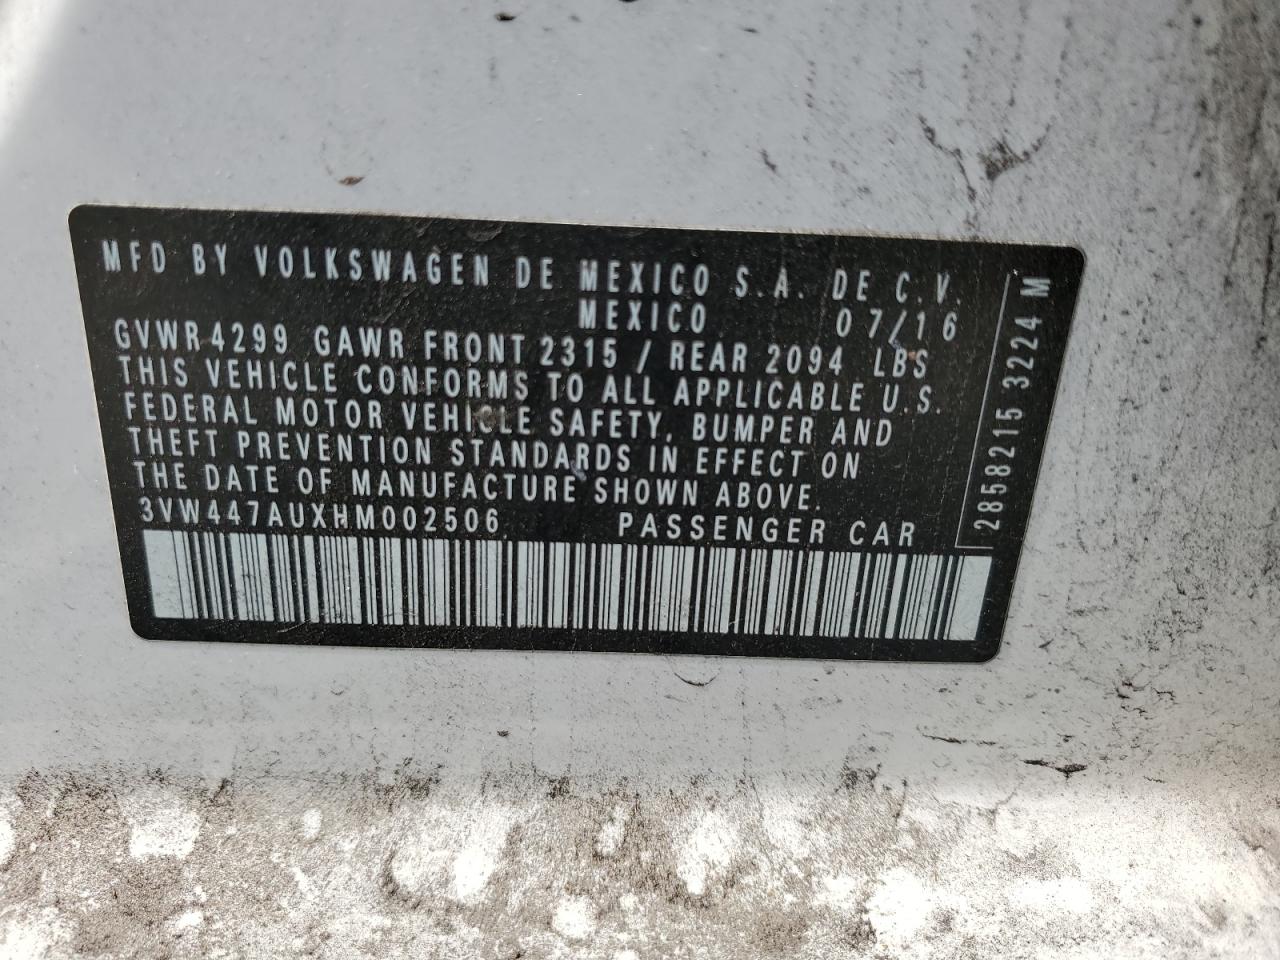 MFD BY VOLKSWAGEN DE MEXICO S.A. DE C.V.
MEXICO 07/16
GVWR 4299 GAWR FRONT 2315 / REAR 2094 LBS
THIS VEHICLE CONFORMS TO ALL APPLICABLE U.S.
FEDERAL MOTOR VEHICLE SAFETY, BUMPER AND
THEFT PREVENTION STANDARDS IN EFFECT ON
THE DATE OF MANUFACTURE SHOWN ABOVE.
3VW447AUXHM002506 PASSENGER CAR
2858215 3224 M